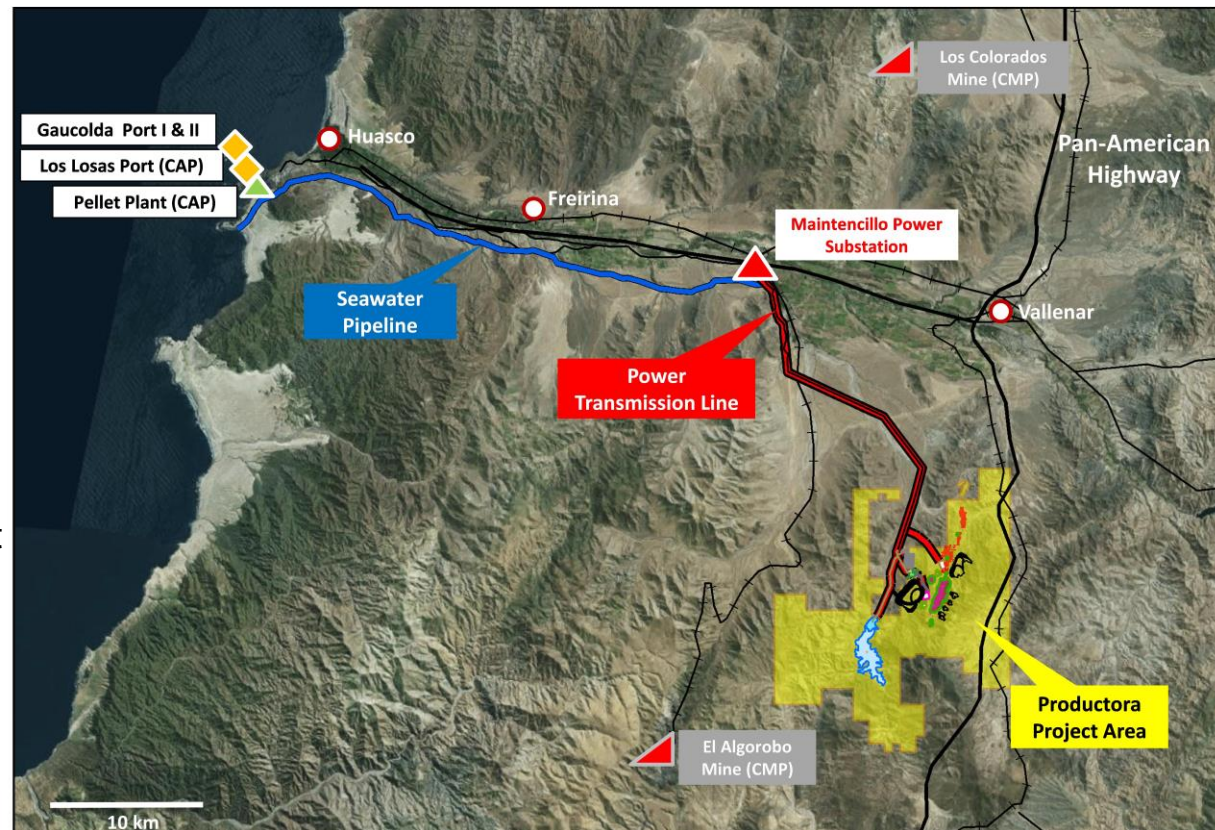 Los Colorados
Mine (CMP)
Gaucolda  Port I & II
Los Losas Port (CAP)
Pellet Plant (CAP)
Huasco
Pan-American
Highway
Freirina
Maintencillo Power
Substation
Vallenar
Seawater
Pipeline
Power
Transmission Line
Productora
Project Area
El Algorobo
Mine (CMP)
10 km